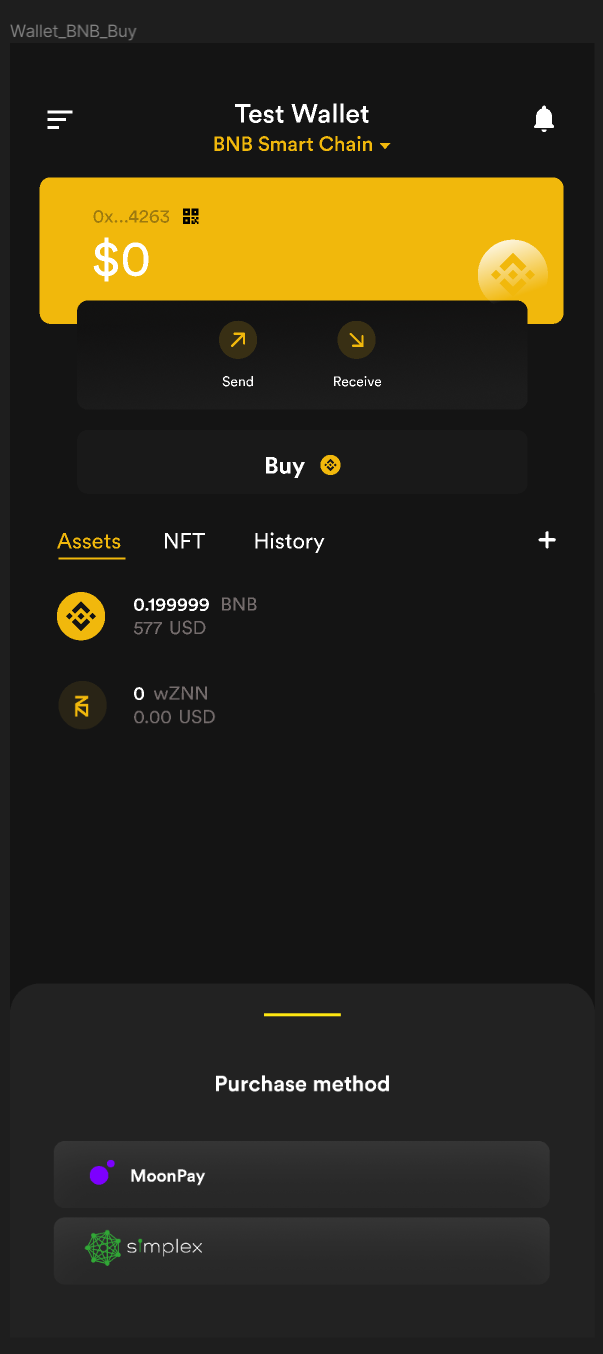 Wallet_BNB_Buy
Test Wallet
BNB Smart Chain
0x...4263
$0
Send
Receive
Buy
Assets
NFT
History
0.199999 BNB
577 USD
0 wZNN
0.00 USD
Purchase method
MoonPay
simplex